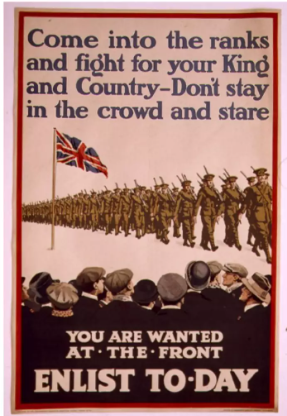 Come into the ranks
and fight for your King
and Country-Don't stay
in the crowd and stare
YOU ARE WANTED
AT·THE·FRONT
ENLIST TO·DAY